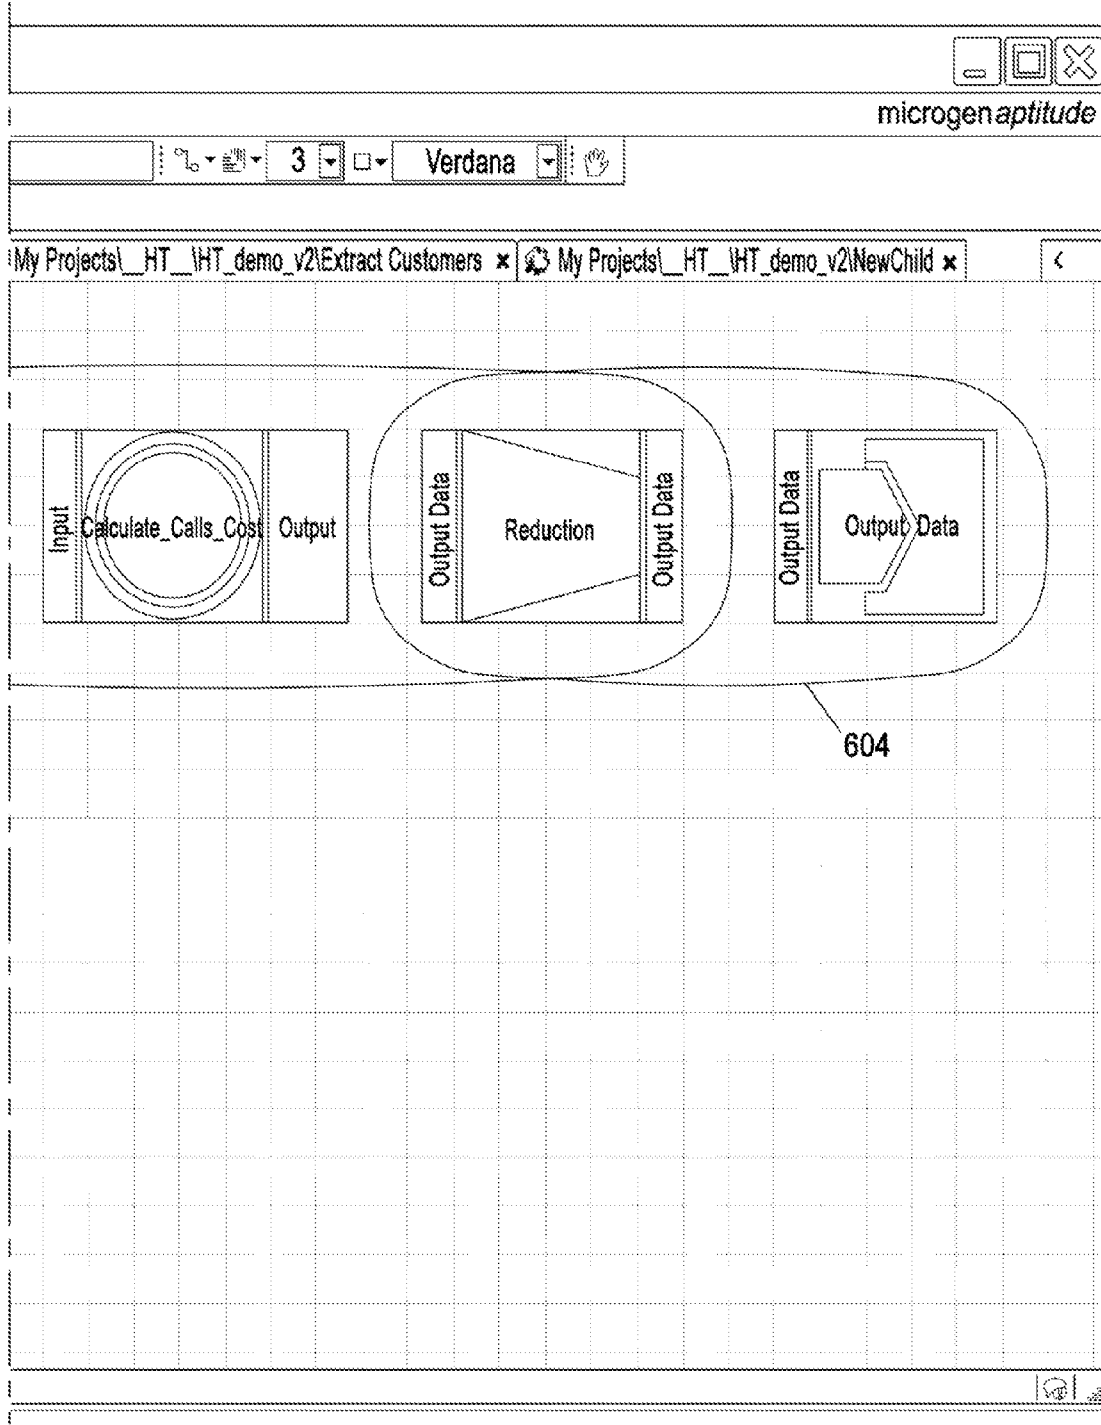 microgenaptitude
3 Verdana
My Projects\__HT__\HT_demo_v2\Extract Customers × My Projects\__HT__\HT_demo_v2\NewChild ×
Input Calculate_Calls_Cost Output
Output Data Reduction Output Data
Output Data Output Data
604